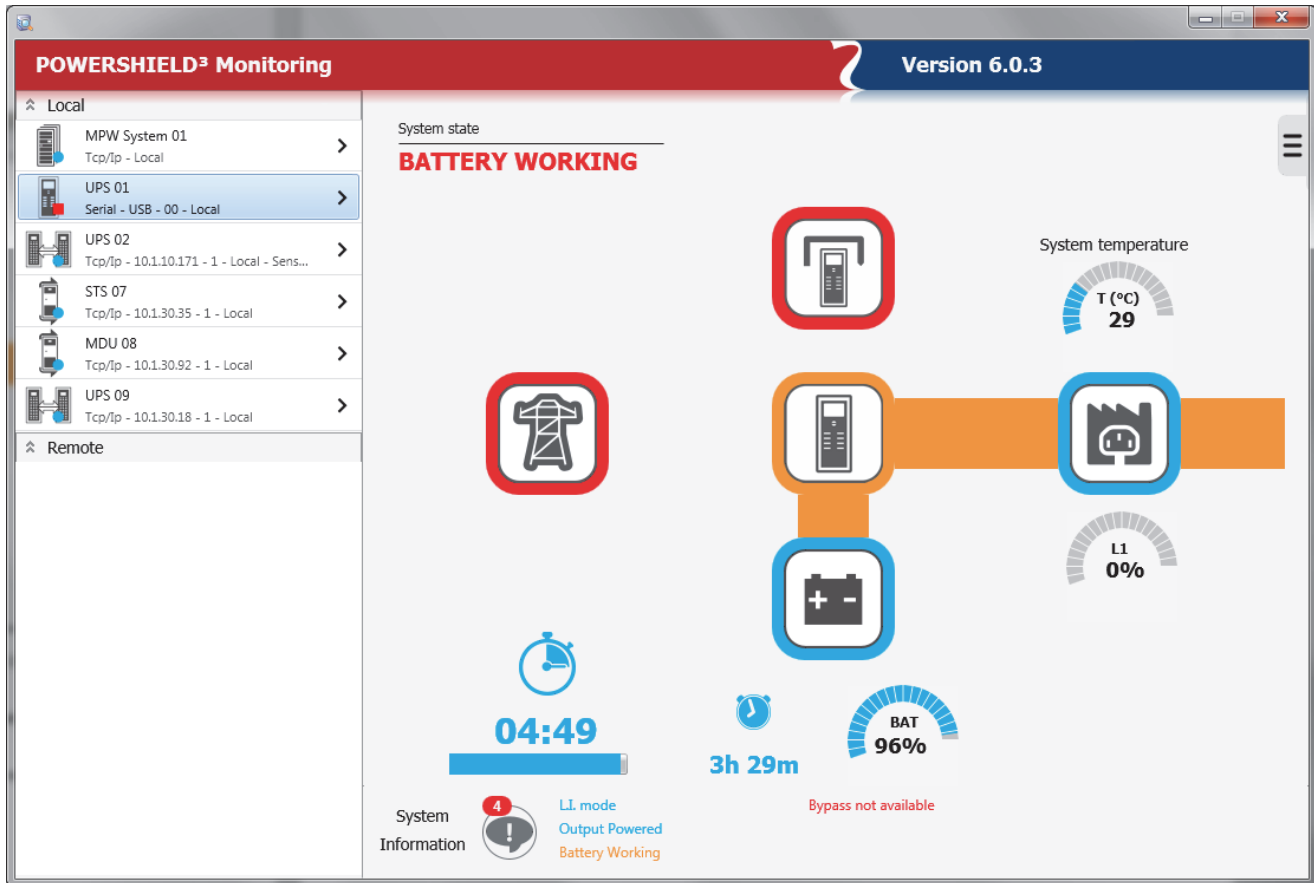 POWERSHIELD³ Monitoring
Version 6.0.3
Local
MPW System 01
Tcp/Ip - Local
UPS 01
Serial - USB - 00 - Local
UPS 02
Tcp/Ip - 10.1.10.171 - 1 - Local - Sens...
STS 07
Tcp/Ip - 10.1.30.35 - 1 - Local
MDU 08
Tcp/Ip - 10.1.30.92 - 1 - Local
UPS 09
Tcp/Ip - 10.1.30.18 - 1 - Local
Remote
System state
BATTERY WORKING
System temperature
T (ºC)
29
L1
0%
04:49
3h 29m
BAT
96%
System
Information
4
L.I. mode
Output Powered
Battery Working
Bypass not available